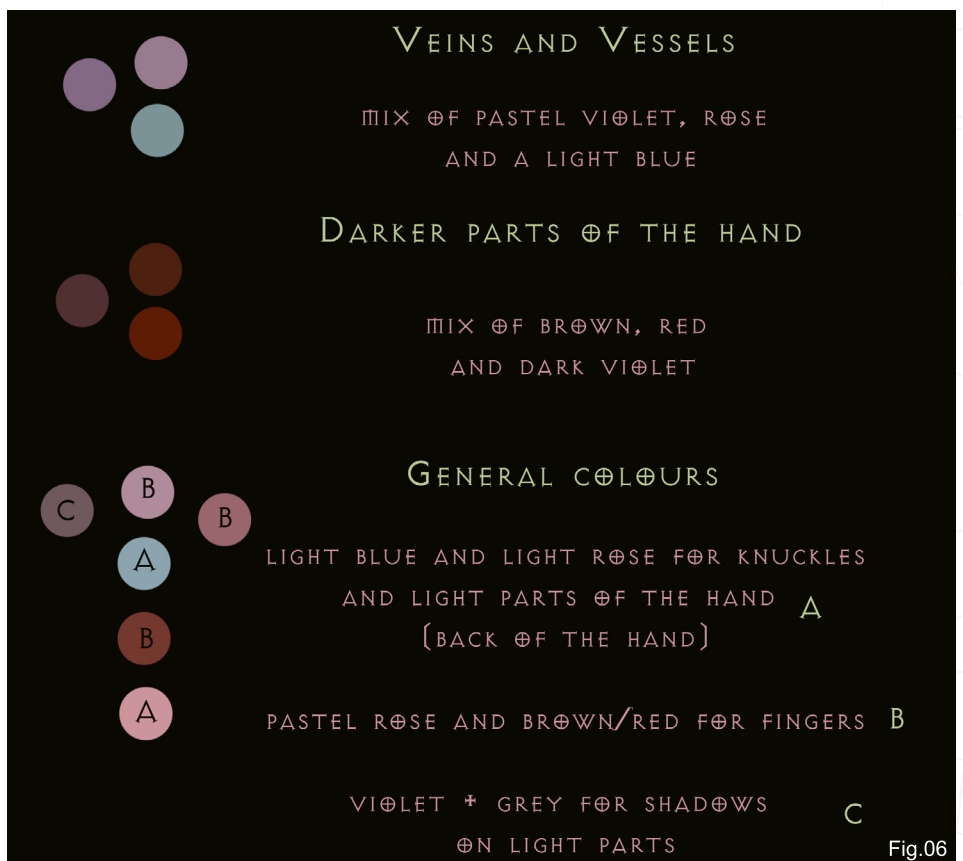 VEINS AND VESSELS
MIX OF PASTEL VIOLET, ROSE
AND A LIGHT BLUE
DARKER PARTS OF THE HAND
MIX OF BROWN, RED
AND DARK VIOLET
GENERAL COLOURS
C B B
A
B
A
LIGHT BLUE AND LIGHT ROSE FOR KNUCKLES
AND LIGHT PARTS OF THE HAND A
(BACK OF THE HAND)
PASTEL ROSE AND BROWN/RED FOR FINGERS B
VIOLET + GREY FOR SHADOWS
ON LIGHT PARTS C
Fig.06